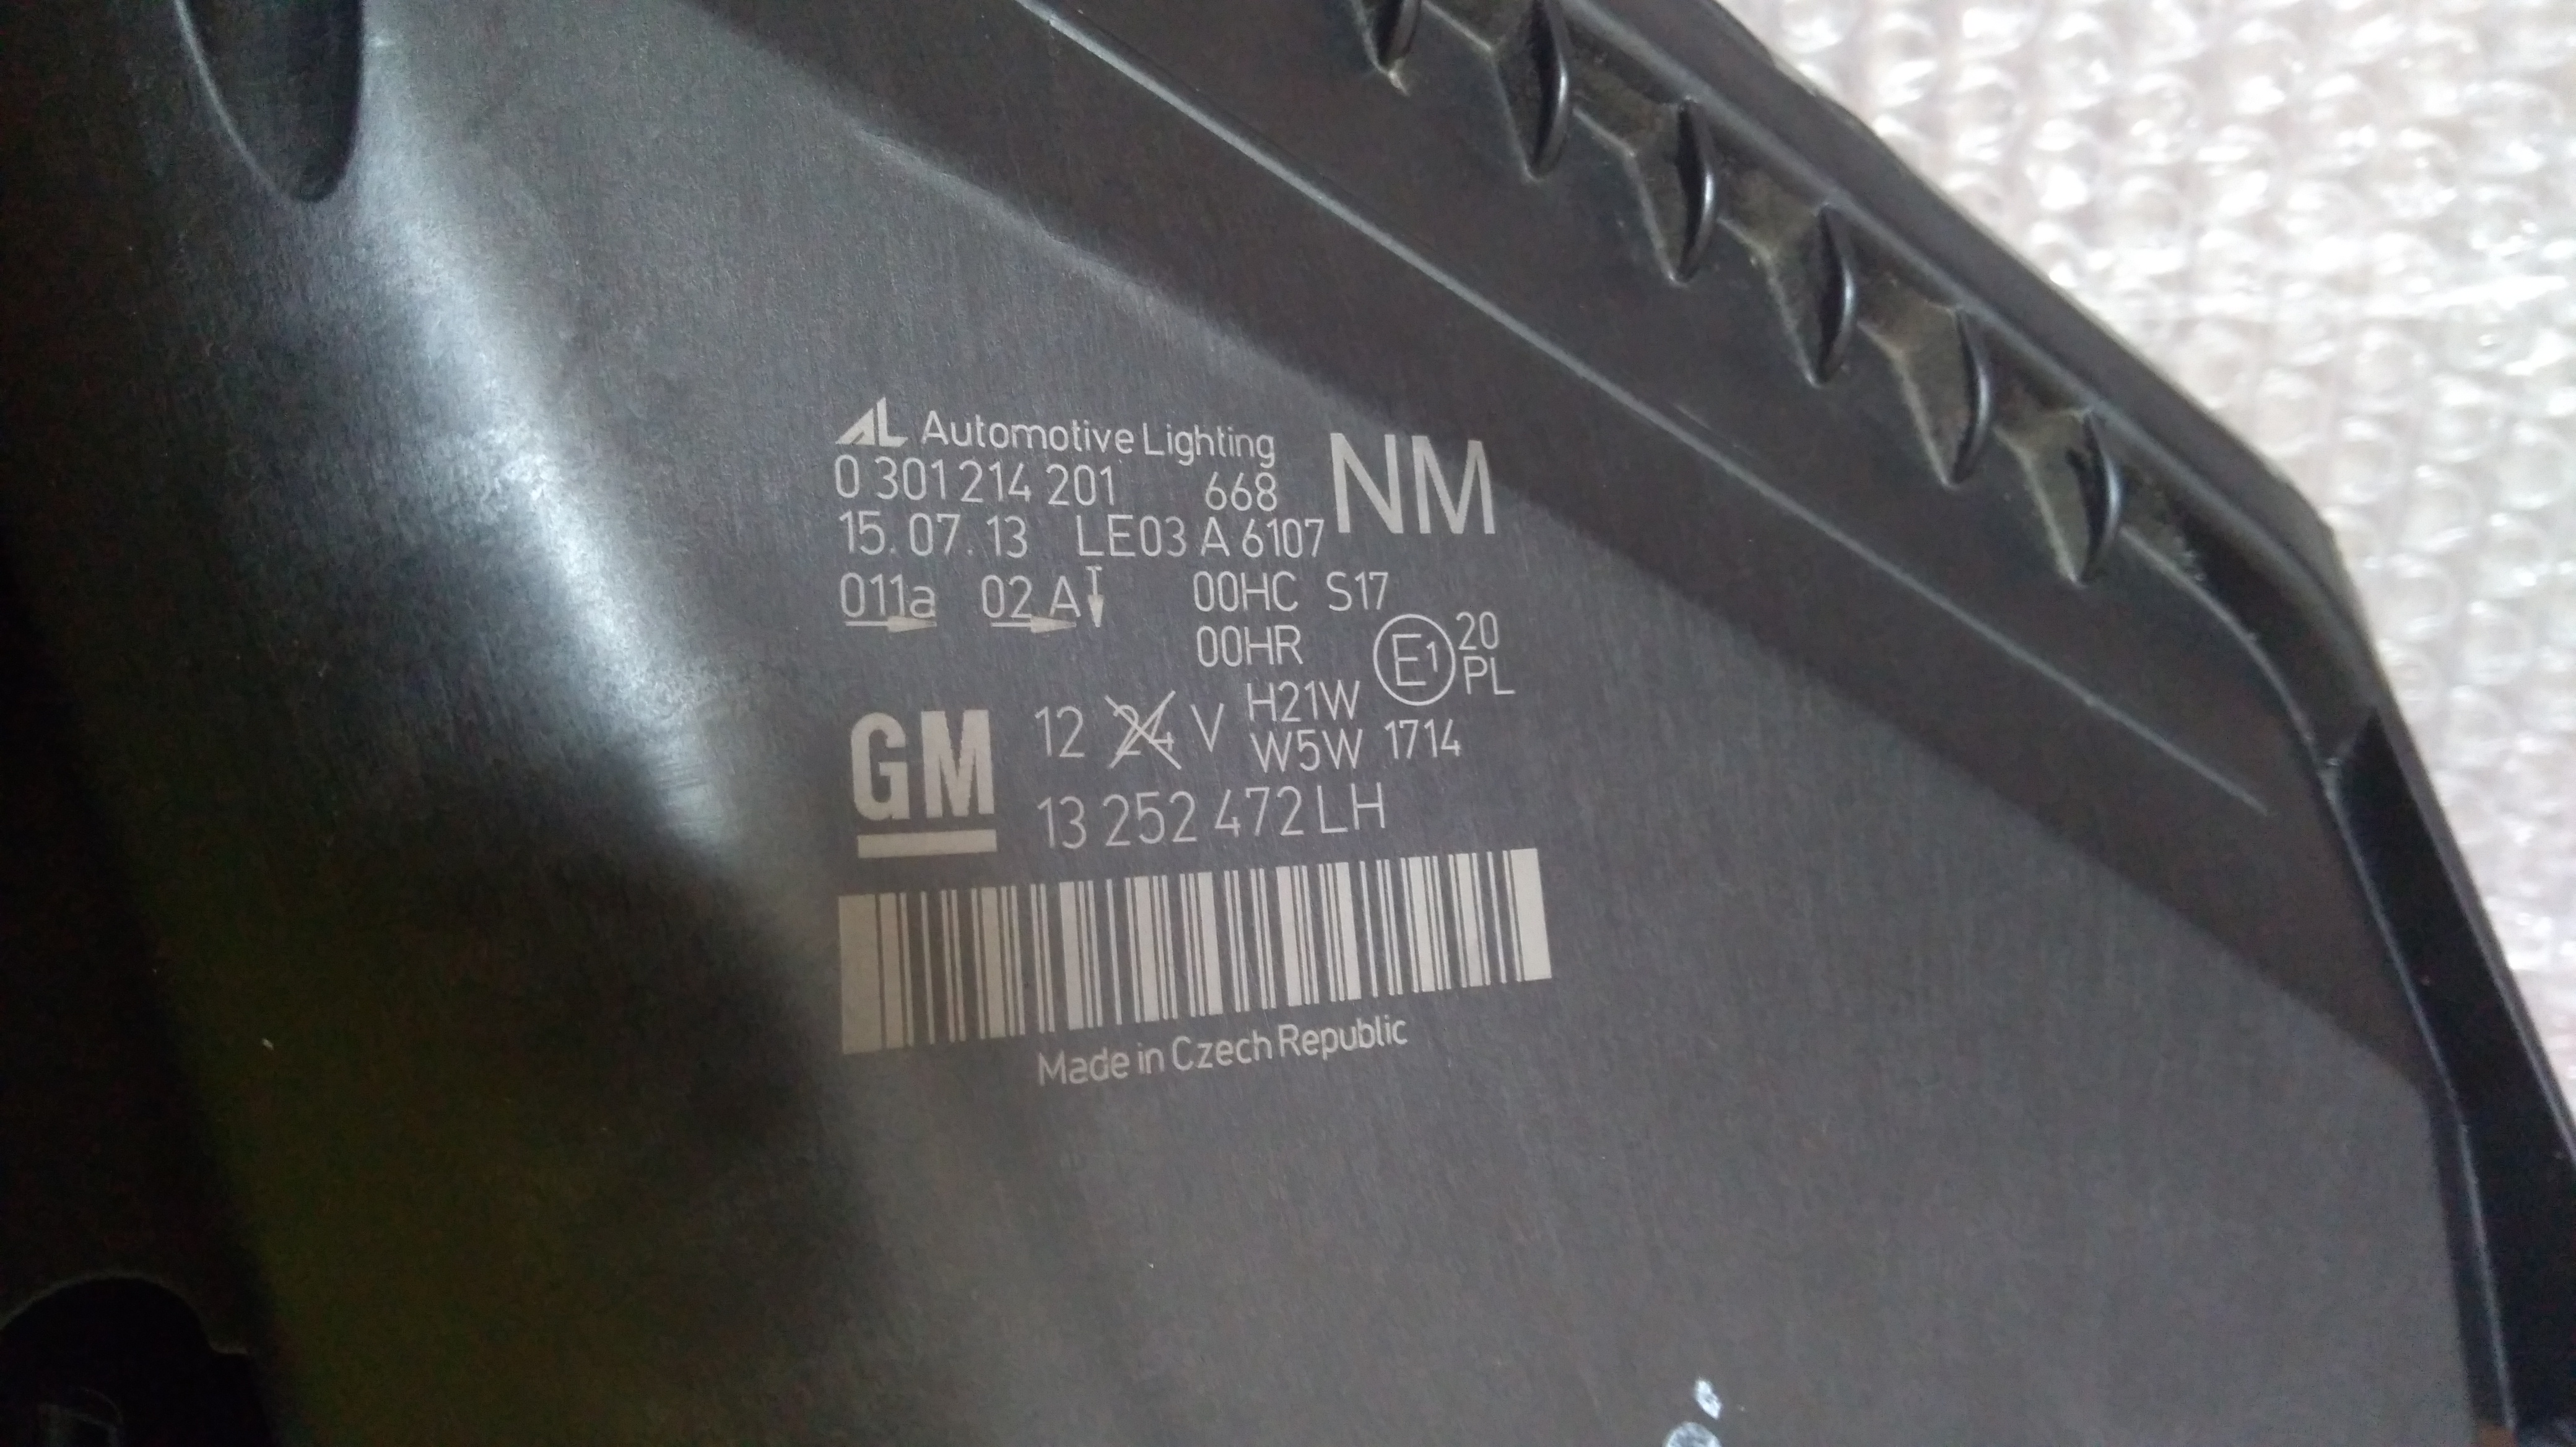 AL Automotive Lighting
0 301 214 201 668 NM
15.07.13 LE03 A 6107
011a 02 A 00HC S17
00HR E1 20 PL
GM 12 24 V H21W
W5W 1714
13 252 472 LH
Made in Czech Republic